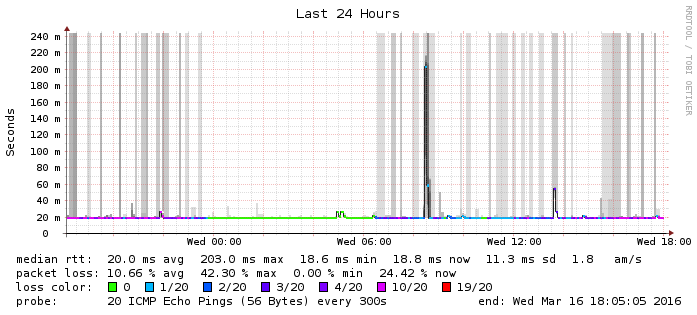 Last 24 Hours
RRDTOOL / TOBI OETIKER
Seconds
240 m
220 m
200 m
180 m
160 m
140 m
120 m
100 m
80 m
60 m
40 m
20 m
0
Wed 00:00 Wed 06:00 Wed 12:00 Wed 18:00
median rtt: 20.0 ms avg 203.0 ms max 18.6 ms min 18.8 ms now 11.3 ms sd 1.8 am/s
packet loss: 10.66 % avg 42.30 % max 0.00 % min 24.42 % now
loss color: 0 1/20 2/20 3/20 4/20 10/20 19/20
probe: 20 ICMP Echo Pings (56 Bytes) every 300s end: Wed Mar 16 18:05:05 2016